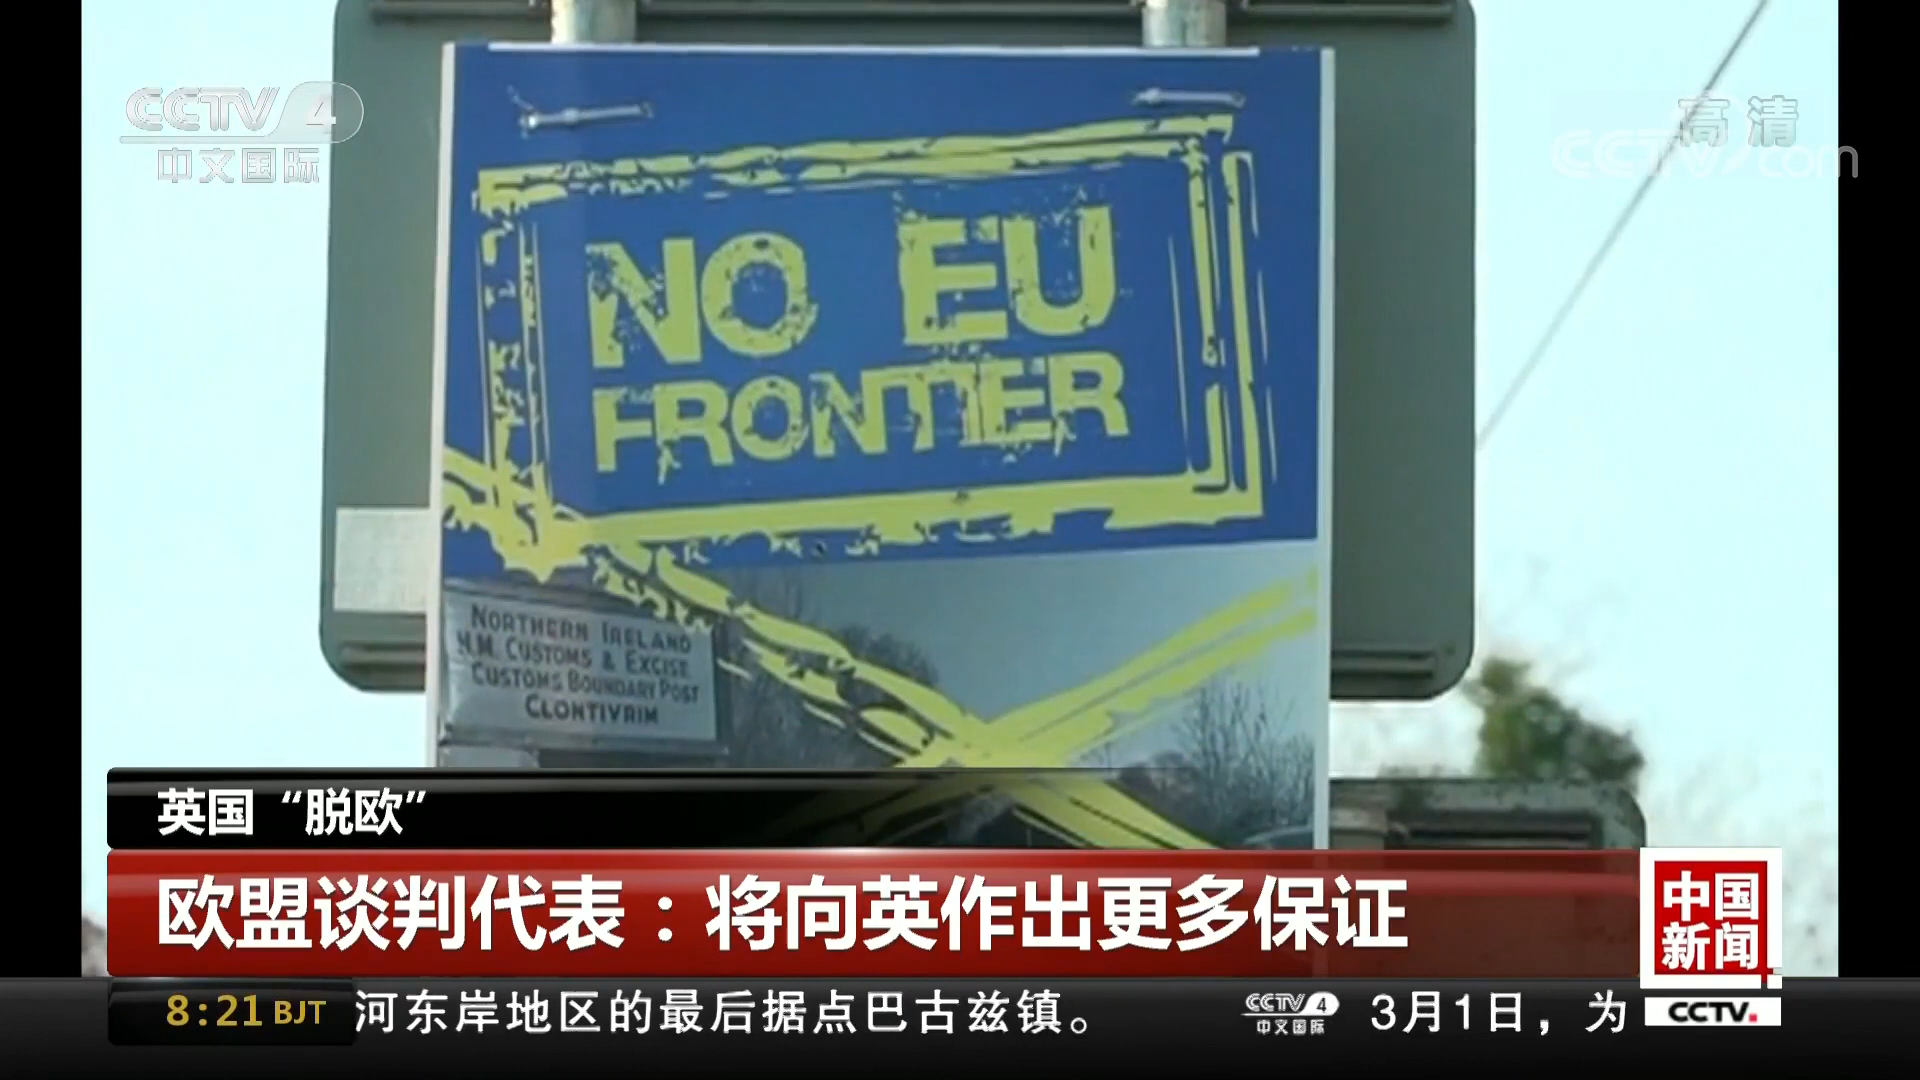 CCTV 4
中文国际
高清
CCTV.com
NO EU
FRONTIER
NORTHERN IRELAND
H.M. CUSTOMS & EXCISE
CUSTOMS BOUNDARY POST
CLONTIVRIM
英国“脱欧”
欧盟谈判代表：将向英作出更多保证
中国
新闻
8:21 BJT
河东岸地区的最后据点巴古兹镇。
CCTV 4
中文国际
3月1日，为
CCTV.